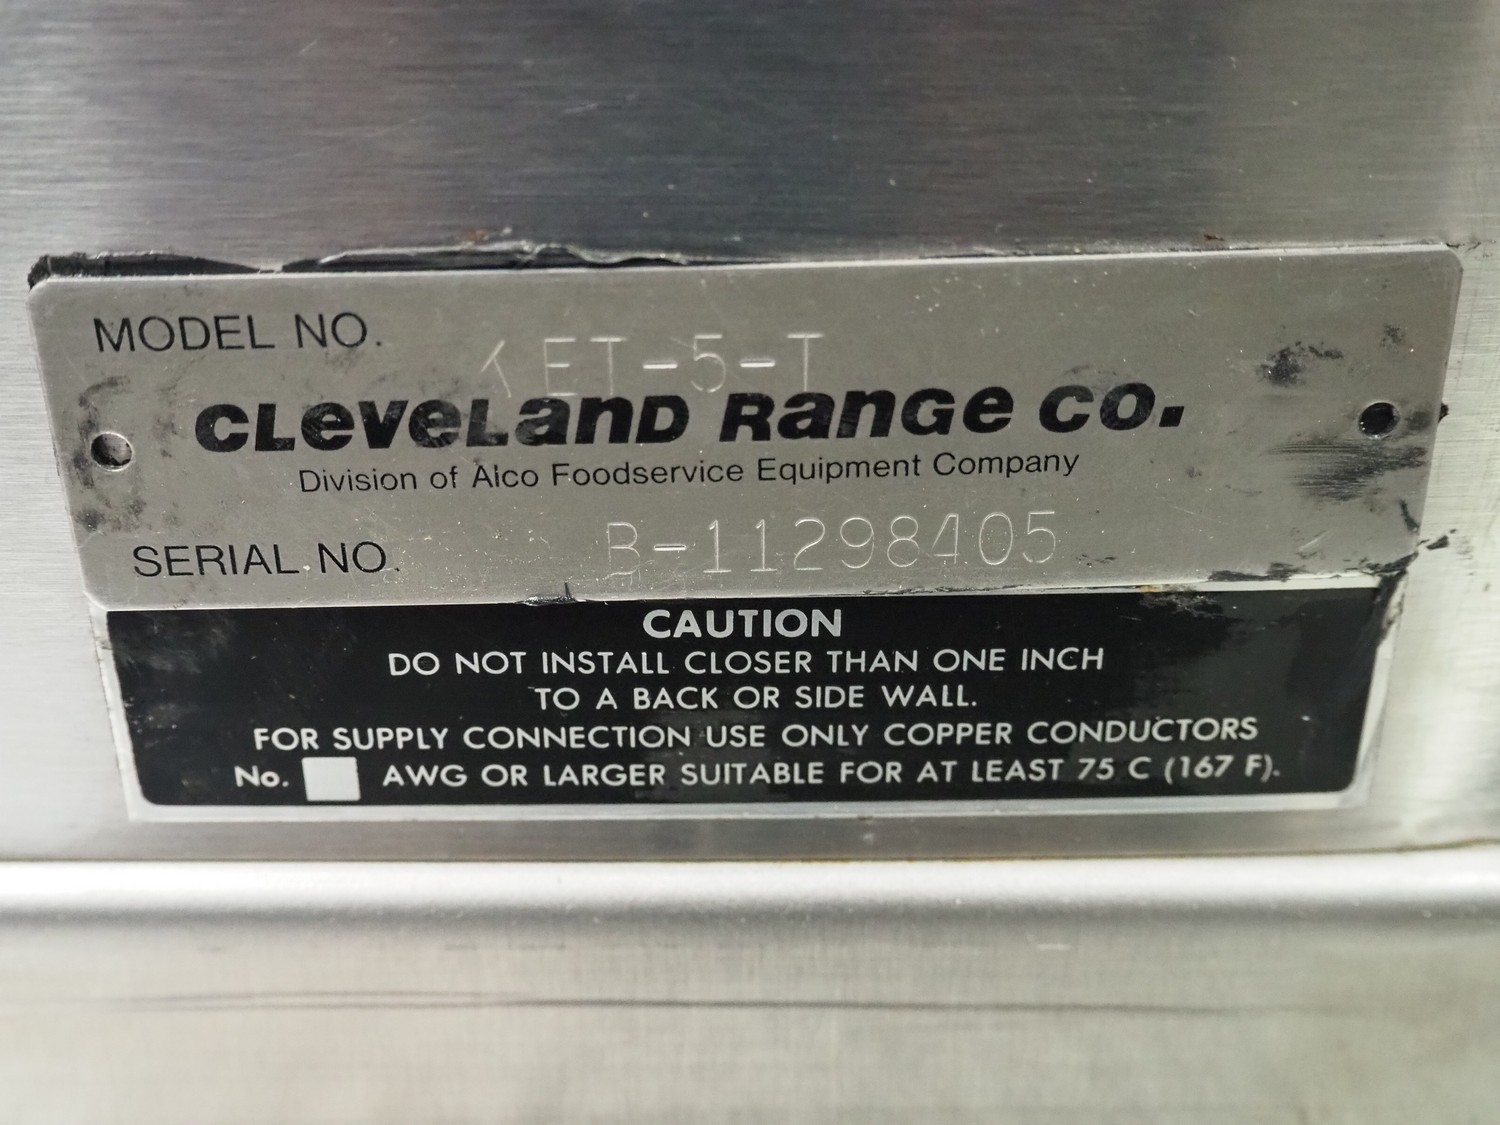 MODEL NO. KET-5-T
CLEVELAND RANGE CO.
Division of Alco Foodservice Equipment Company
SERIAL NO. B-11298405
CAUTION
DO NOT INSTALL CLOSER THAN ONE INCH
TO A BACK OR SIDE WALL.
FOR SUPPLY CONNECTION USE ONLY COPPER CONDUCTORS
No. AWG OR LARGER SUITABLE FOR AT LEAST 75 C (167 F).